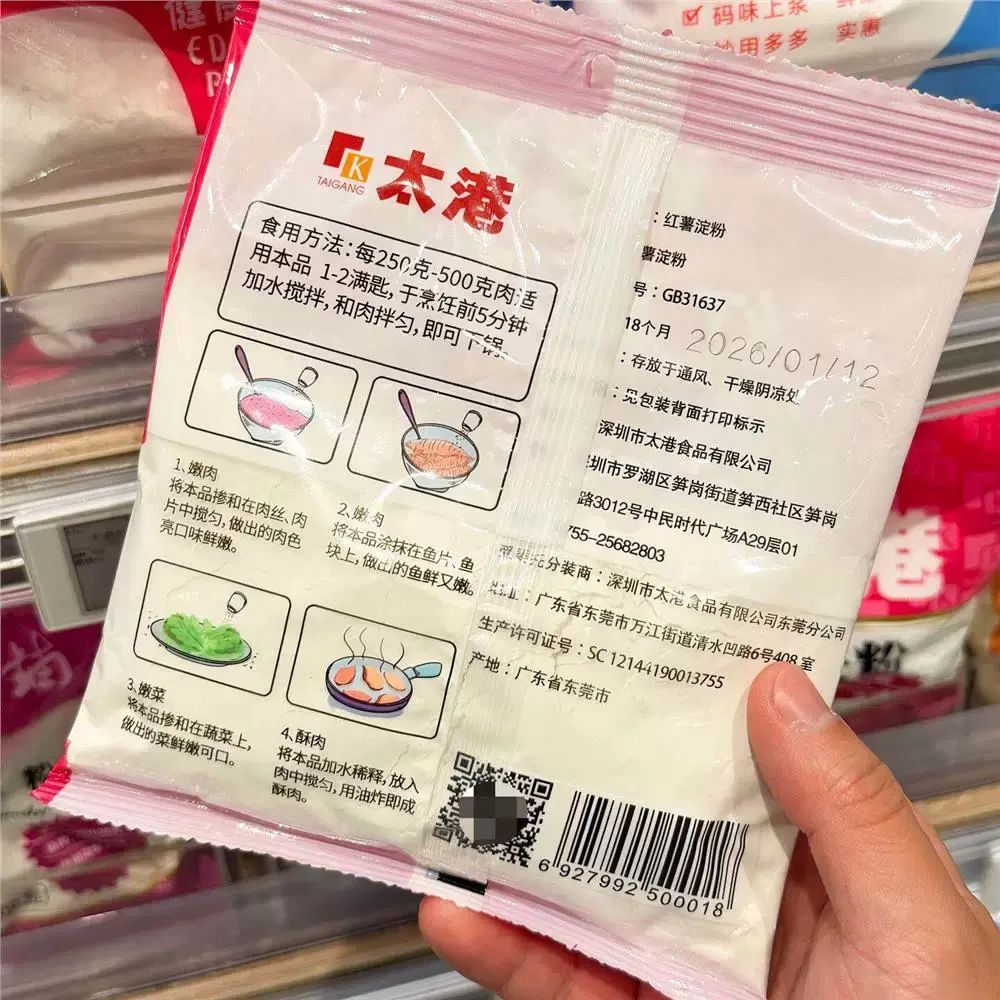 码味上浆
炒用多多 实惠
K
TAIGANG
太港
食用方法：每250克-500克肉适
用本品 1-2满匙，于烹饪前5分钟
加水搅拌，和肉拌匀，即可下锅。
1、嫩肉
将本品掺和在肉丝、肉
片中搅匀，做出的肉色
亮口味鲜嫩。
2、嫩肉
将本品涂抹在鱼片、鱼
块上，做出的鱼鲜又嫩。
3、嫩菜
将本品掺和在蔬菜上，
做出的菜鲜嫩可口。
4、酥肉
将本品加水稀释，放入
肉中搅匀，用油炸即成
酥肉。
：红薯淀粉
薯淀粉
号：GB31637
18个月
2026/01/12
：存放于通风、干燥阴凉处
：见包装背面打印标示
深圳市太港食品有限公司
圳市罗湖区笋岗街道笋西社区笋岗
路3012号中民时代广场A29层01
755-25682803
委托分装商：深圳市太港食品有限公司东莞分公司
地址：广东省东莞市万江街道清水凹路6号408室
生产许可证号：SC12144190013755
产地：广东省东莞市
6 927992 500018
港
粉